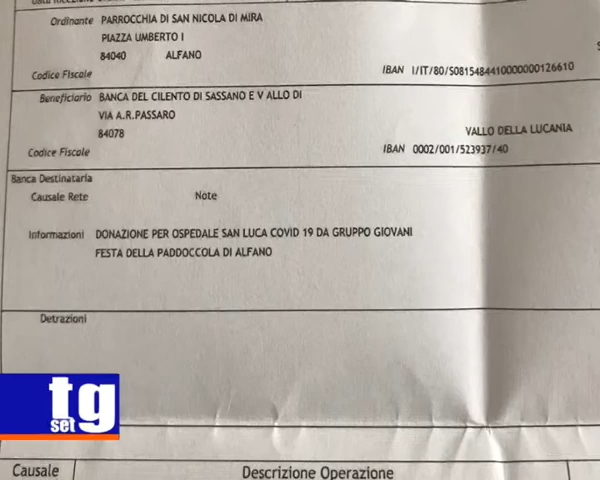 Ordinante PARROCCHIA DI SAN NICOLA DI MIRA
PIAZZA UMBERTO I
84040 ALFANO
Codice Fiscale IBAN I/IT/80/S0815484410000000126610
Beneficiario BANCA DEL CILENTO DI SASSANO E V ALLO DI
VIA A.R.PASSARO
84078 VALLO DELLA LUCANIA
Codice Fiscale IBAN 0002/001/523937/40
Banca Destinataria
Causale Rete Note
Informazioni DONAZIONE PER OSPEDALE SAN LUCA COVID 19 DA GRUPPO GIOVANI
FESTA DELLA PADDOCCOLA DI ALFANO
Detrazioni
tg
set
Causale Descrizione Operazione